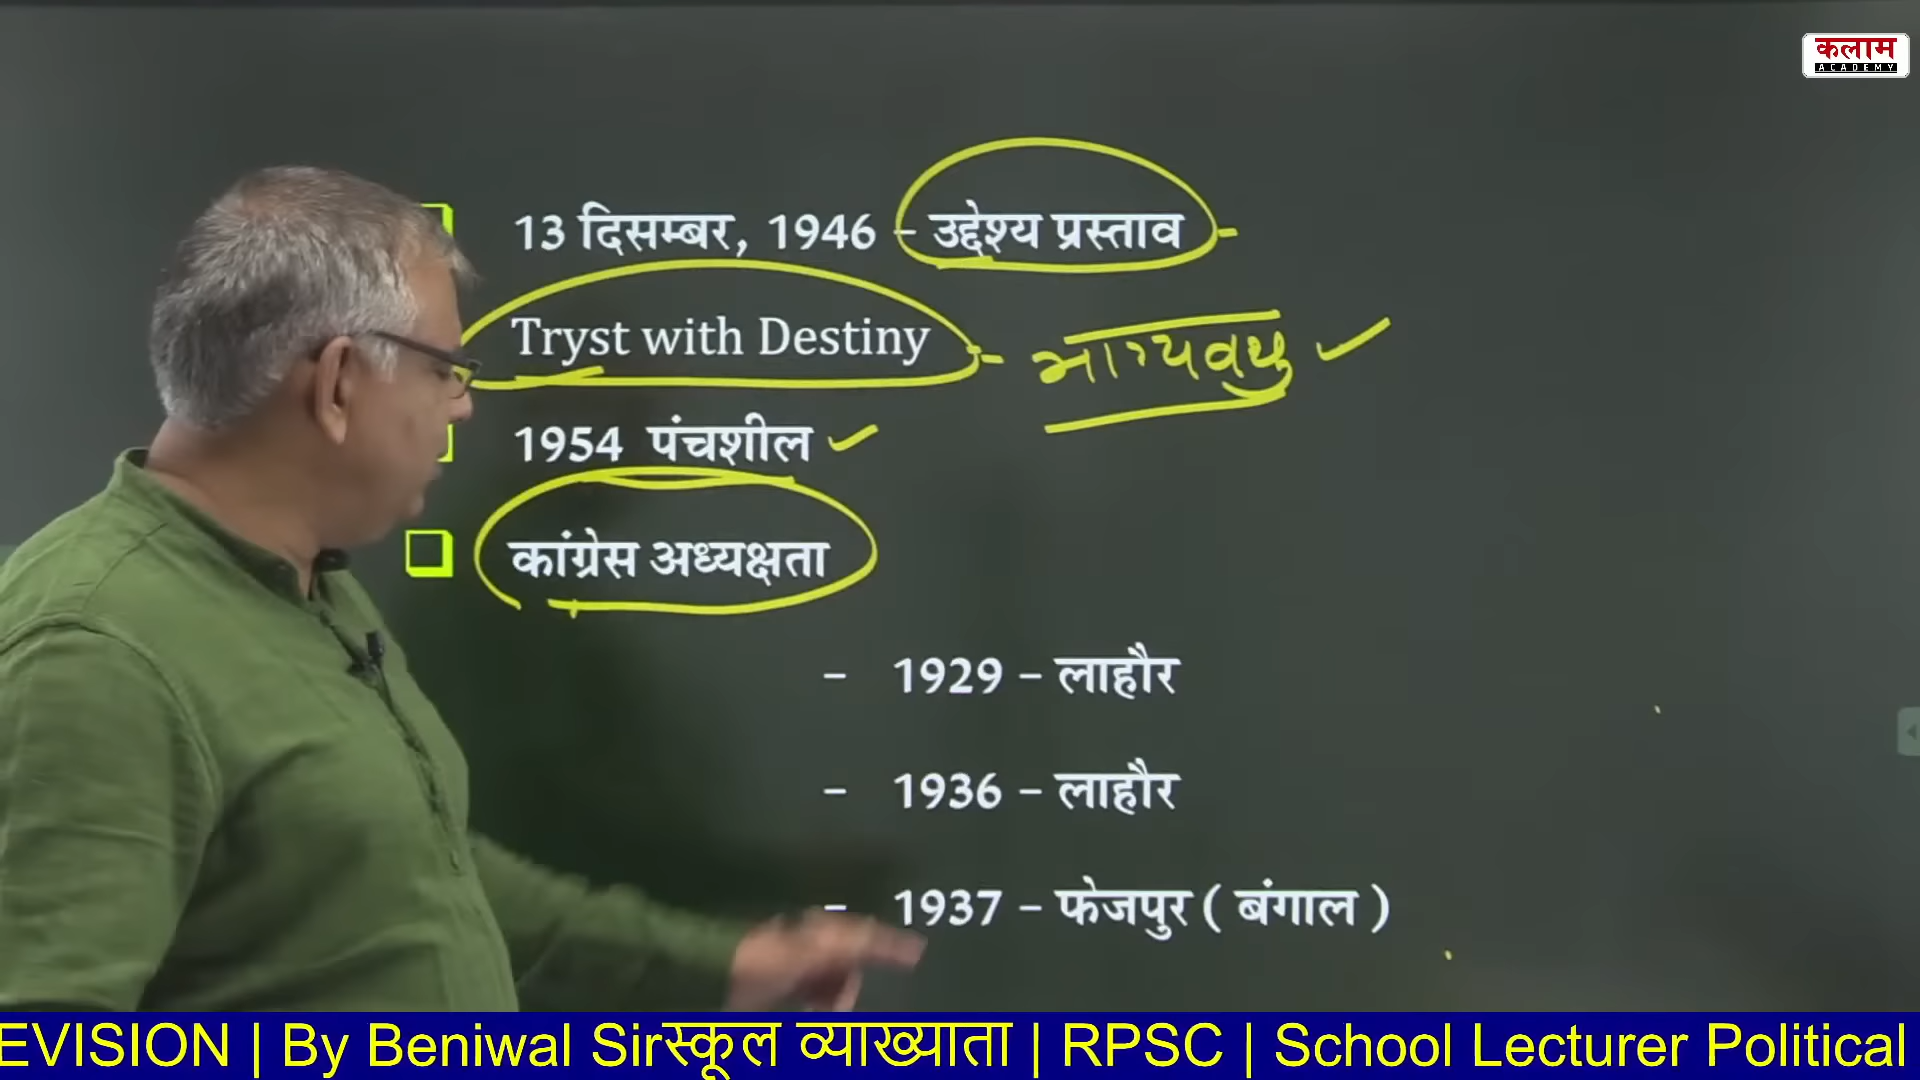 कलाम
ACADEMY
13 दिसम्बर, 1946 - उद्देश्य प्रस्ताव -
Tryst with Destiny - भाग्यवधु
1954 पंचशील
कांग्रेस अध्यक्षता
- 1929 - लाहौर
- 1936 - लाहौर
- 1937 - फेजपुर ( बंगाल )
EVISION | By Beniwal Sirस्कूल व्याख्याता | RPSC | School Lecturer Political